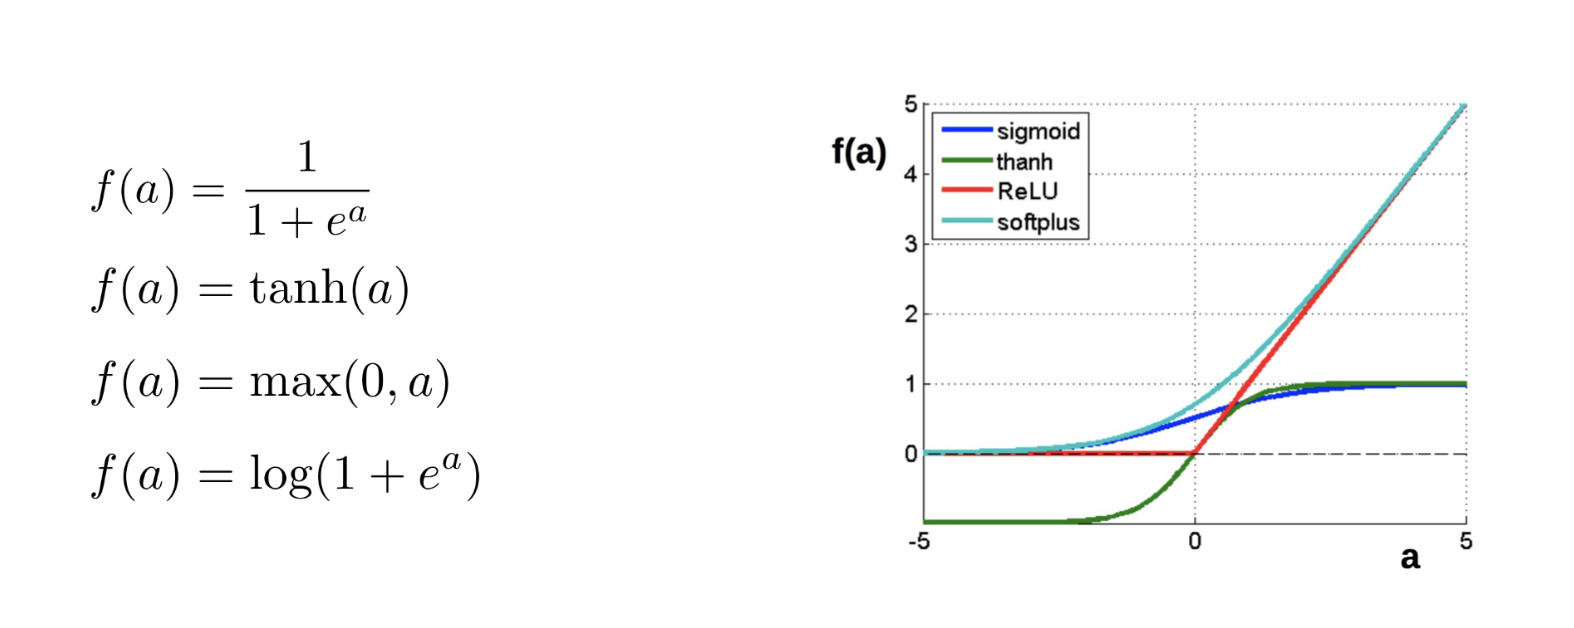 f(a) = 1 / (1 + e^a)
f(a) = tanh(a)
f(a) = max(0, a)
f(a) = log(1 + e^a)
f(a)
5
4
3
2
1
0
sigmoid
thanh
ReLU
softplus
-5 0 5
a